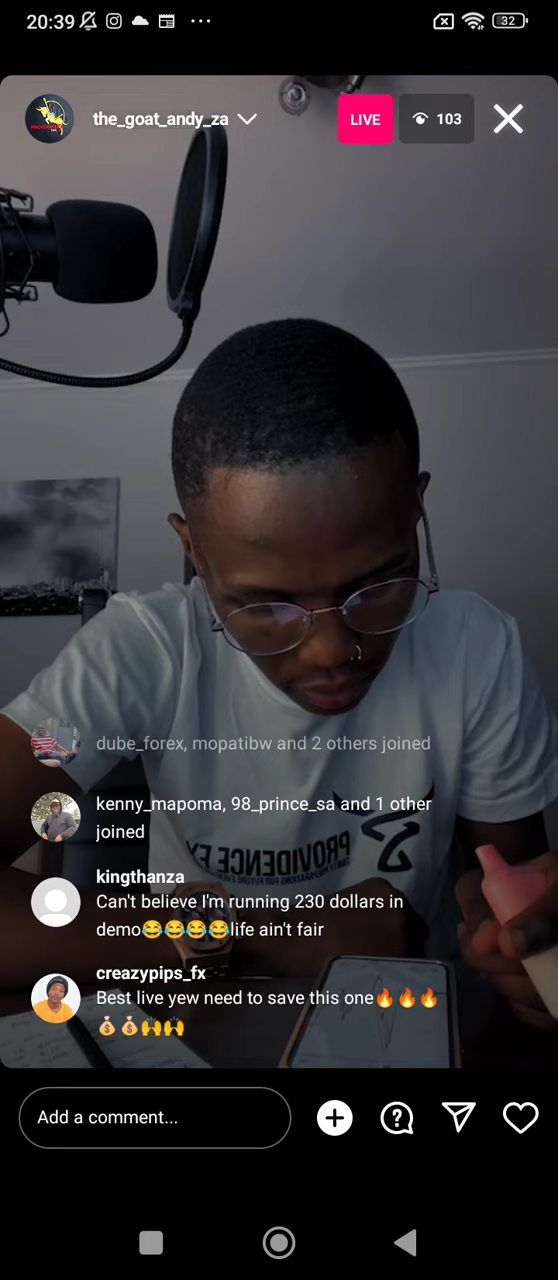 20:39
32
the_goat_andy_za
LIVE
103
dube_forex, mopatibw and 2 others joined
kenny_mapoma, 98_prince_sa and 1 other
joined
PROVIDENCE FX
kingthanza
Can't believe I'm running 230 dollars in
demo😂😂😂😂life ain't fair
creazypips_fx
Best live yew need to save this one🔥🔥🔥
💰💰🙌🙌
Add a comment...